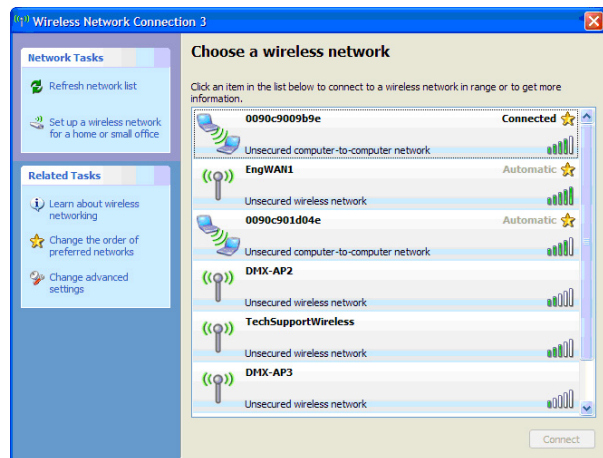 Wireless Network Connection 3
Network Tasks
Refresh network list
Set up a wireless network
for a home or small office
Related Tasks
Learn about wireless
networking
Change the order of
preferred networks
Change advanced
settings
Choose a wireless network
Click an item in the list below to connect to a wireless network in range or to get more
information.
0090c9009b9e Connected
Unsecured computer-to-computer network
EngWAN1 Automatic
Unsecured wireless network
0090c901d04e Automatic
Unsecured computer-to-computer network
DMX-AP2
Unsecured wireless network
TechSupportWireless
Unsecured wireless network
DMX-AP3
Unsecured wireless network
Connect